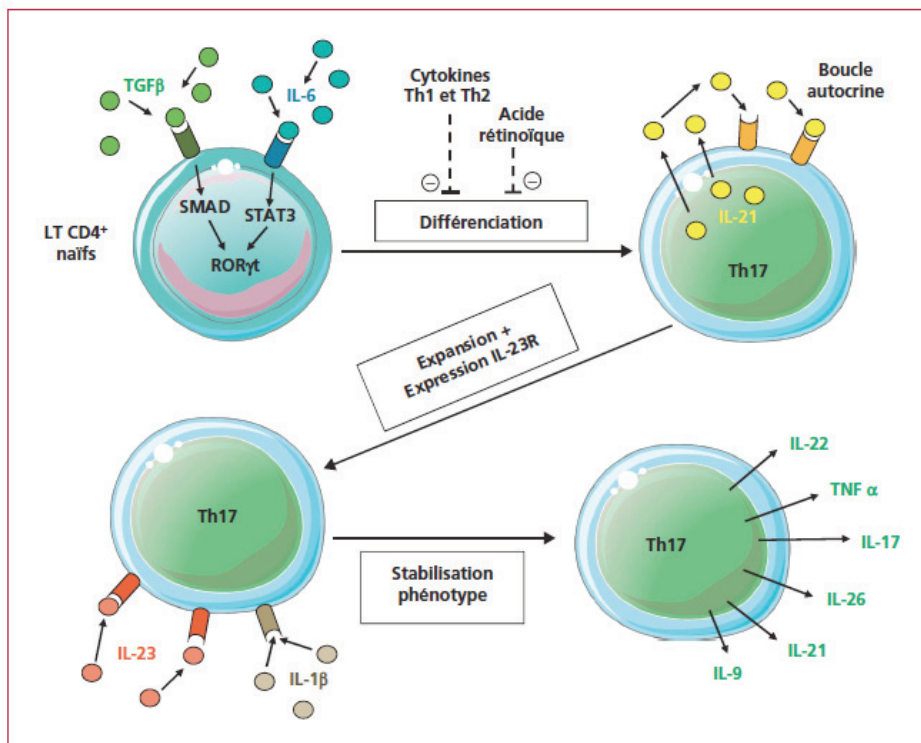 TGFβ
IL-6
Cytokines
Th1 et Th2
Acide
rétinoïque
Boucle
autocrine
SMAD
STAT3
RORγt
LT CD4+
naïfs
Différenciation
IL-21
Th17
Expansion +
Expression IL-23R
Th17
IL-23
IL-1β
Stabilisation
phénotype
Th17
IL-22
TNF α
IL-17
IL-26
IL-21
IL-9